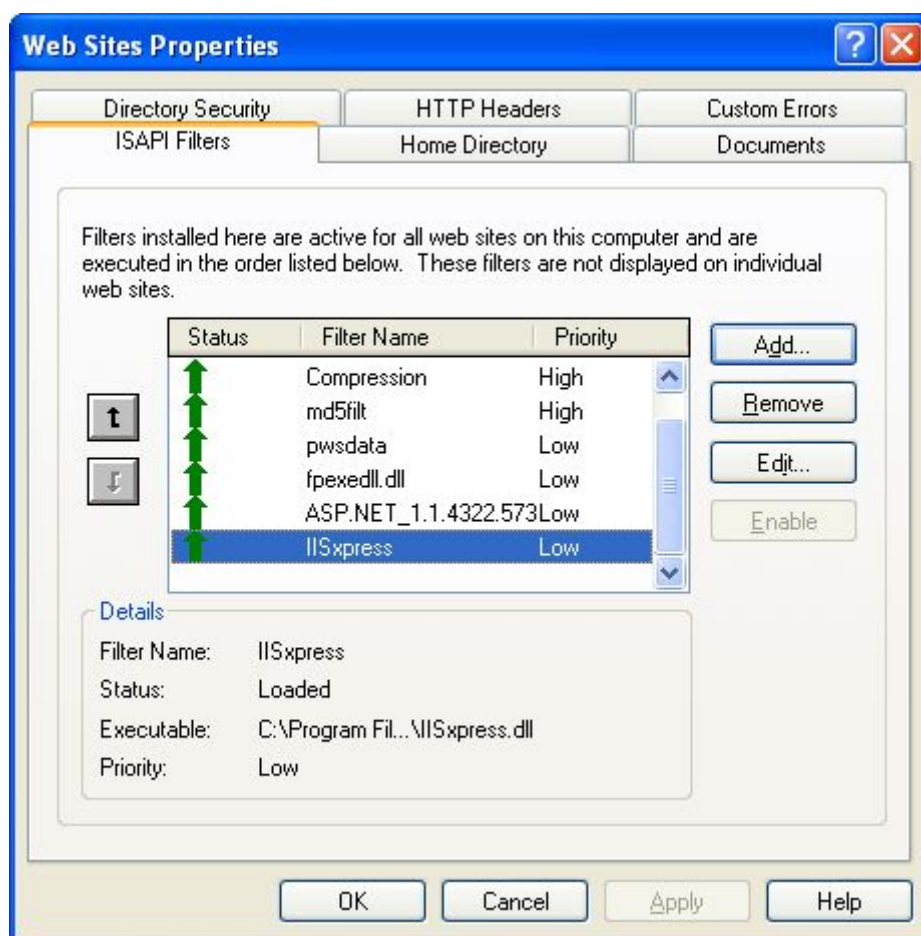 Web Sites Properties
Directory Security HTTP Headers Custom Errors
ISAPI Filters Home Directory Documents
Filters installed here are active for all web sites on this computer and are
executed in the order listed below. These filters are not displayed on individual
web sites.
Status Filter Name Priority
Compression High
md5filt High
pwsdata Low
fpexedll.dll Low
ASP.NET_1.1.4322.573Low
IISxpress Low
Add...
Remove
Edit...
Enable
Details
Filter Name: IISxpress
Status: Loaded
Executable: C:\Program Fil...\IISxpress.dll
Priority: Low
OK Cancel Apply Help